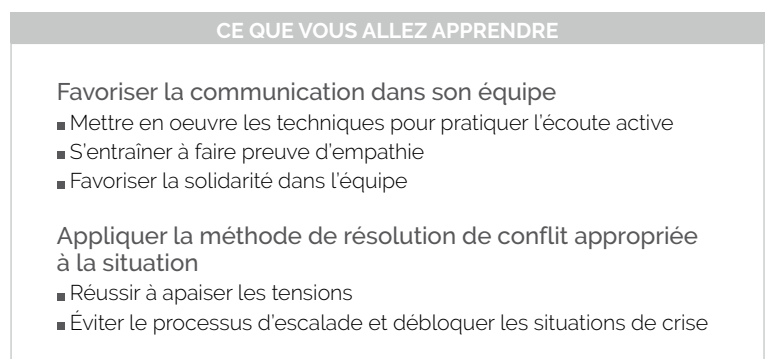 CE QUE VOUS ALLEZ APPRENDRE
Favoriser la communication dans son équipe
■ Mettre en oeuvre les techniques pour pratiquer l'écoute active
■ S'entraîner à faire preuve d'empathie
■ Favoriser la solidarité dans l'équipe
Appliquer la méthode de résolution de conflit appropriée
à la situation
■ Réussir à apaiser les tensions
■ Éviter le processus d'escalade et débloquer les situations de crise